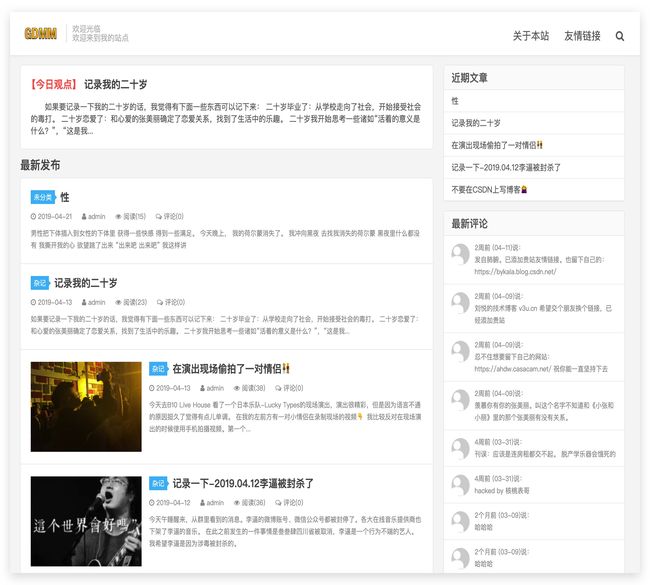 GDMM
欢迎光临
欢迎来到我的站点
关于本站
友情链接
【今日观点】 记录我的二十岁
如果要记录一下我的二十岁的话，我觉得有下面一些东西可以记下来： 二十岁毕业了：从学校走向了社会，开始接受社会
的毒打。 二十岁恋爱了：和心爱的张美丽确定了恋爱关系，找到了生活中的乐趣。 二十岁我开始思考一些诸如“活着的意义是
什么？”，“这是我...
最新发布
未分类 性
2019-04-21 admin 阅读(15) 评论(0)
男性把下体插入到女性的下体里 获得一些快感 得到一些满足。 今天晚上， 我的荷尔蒙消失了。 我冲向黑夜 去找我消失的荷尔蒙 黑夜里什么都没
有 我撕开我的心 欲望跳了出来 “出来吧 出来吧” 我这样讲
杂记 记录我的二十岁
2019-04-13 admin 阅读(23) 评论(0)
如果要记录一下我的二十岁的话，我觉得有下面一些东西可以记下来： 二十岁毕业了：从学校走向了社会，开始接受社会的毒打。 二十岁恋爱了：
和心爱的张美丽确定了恋爱关系，找到了生活中的乐趣。 二十岁我开始思考一些诸如“活着的意义是什么？”，“这是我...
杂记 在演出现场偷拍了一对情侣👫
2019-04-13 admin 阅读(38) 评论(0)
今天去B10 Live House 看了一个日本乐队-Lucky Types的现场演出，演出很精彩，但是因为语言不通
的原因挺久了觉得有点儿单调。 在我的左前方有一对小情侣在录制现场的视频👇 我比较反对在现场演
出的时候使用手机拍摄视频。第一个...
杂记 记录一下-2019.04.12李逼被封杀了
2019-04-12 admin 阅读(36) 评论(0)
今天午睡醒来，从群里看到的消息。李逼的微博账号、微信公众号都被封停了。各大在线音乐提供商也
下架了李逼的音乐。 在此之前发生的一件事情是叁叁肆四川省被取消，李逼是一个行为不端的艺人。
我希望李逼是因为涉毒被封杀的。
這个世界會好嗎
近期文章
性
记录我的二十岁
在演出现场偷拍了一对情侣👫
记录一下-2019.04.12李逼被封杀了
不要在CSDN上写博客🙅
最新评论
2周前 (04-11)说：
发自肺腑，已添加贵站友情链接，也留下自己的：
https://bykala.blog.csdn.net/
2周前 (04-09)说：
刘悦的技术博客 v3u.cn 希望交个朋友换个链接，已
经添加贵站
2周前 (04-09)说：
忍不住想要留下自己的网站：
https://ahdw.casacam.net/ 祝你能一直坚持下去
2周前 (04-09)说：
羡慕你有你的张美丽，叫这个名字不知道和《小张和
小丽》里的那个张美丽有没有关系。
4周前 (03-31)说：
刊误：应该是连房租都交不起。 脱产学乐器会饿死的
4周前 (03-31)说：
hacked by 核桃表哥
2个月前 (03-09)说：
哈哈哈
2个月前 (03-09)说：
哈哈哈